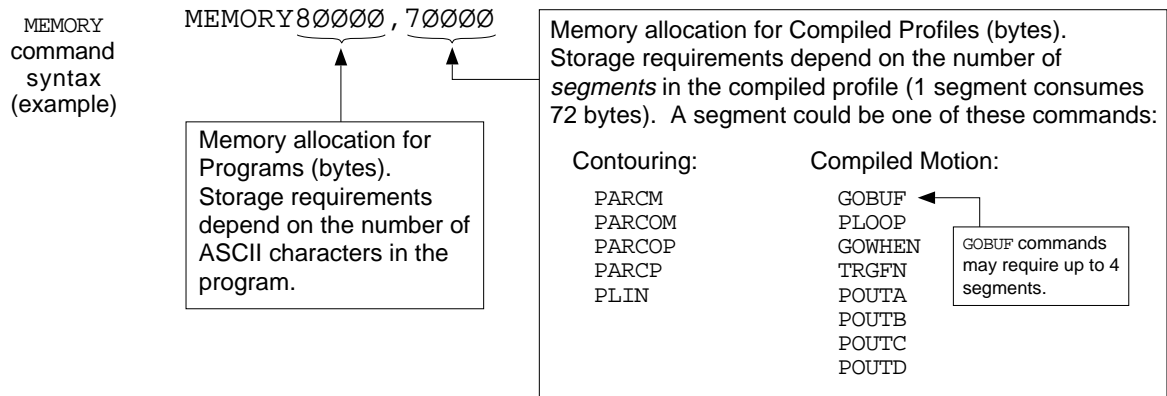 MEMORY
command
syntax
(example)
MEMORY8ØØØØ,7ØØØØ
Memory allocation for
Programs (bytes).
Storage requirements
depend on the number of
ASCII characters in the
program.
Memory allocation for Compiled Profiles (bytes).
Storage requirements depend on the number of
segments in the compiled profile (1 segment consumes
72 bytes). A segment could be one of these commands:
Contouring:
PARCM
PARCOM
PARCOP
PARCP
PLIN
Compiled Motion:
GOBUF
PLOOP
GOWHEN
TRGFN
POUTA
POUTB
POUTC
POUTD
GOBUF commands
may require up to 4
segments.